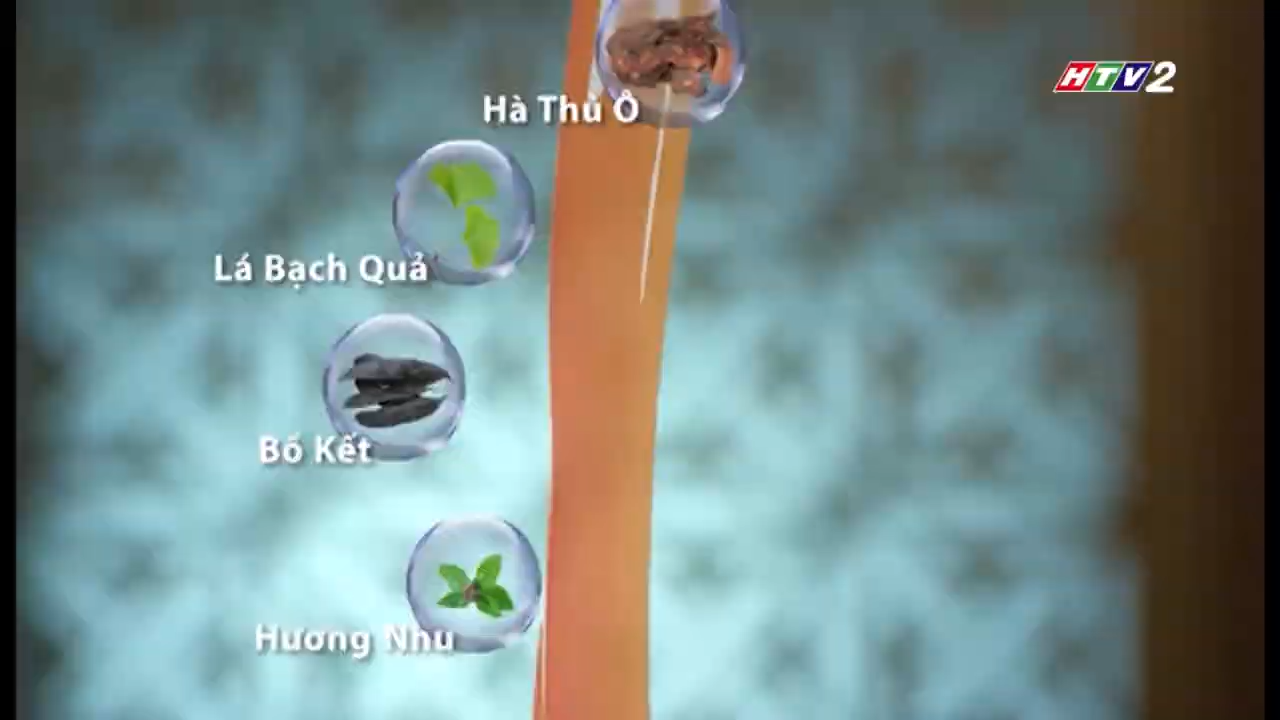 HTV2
Hà Thủ Ô
Lá Bạch Quả
Bồ Kết
Hương Nhu